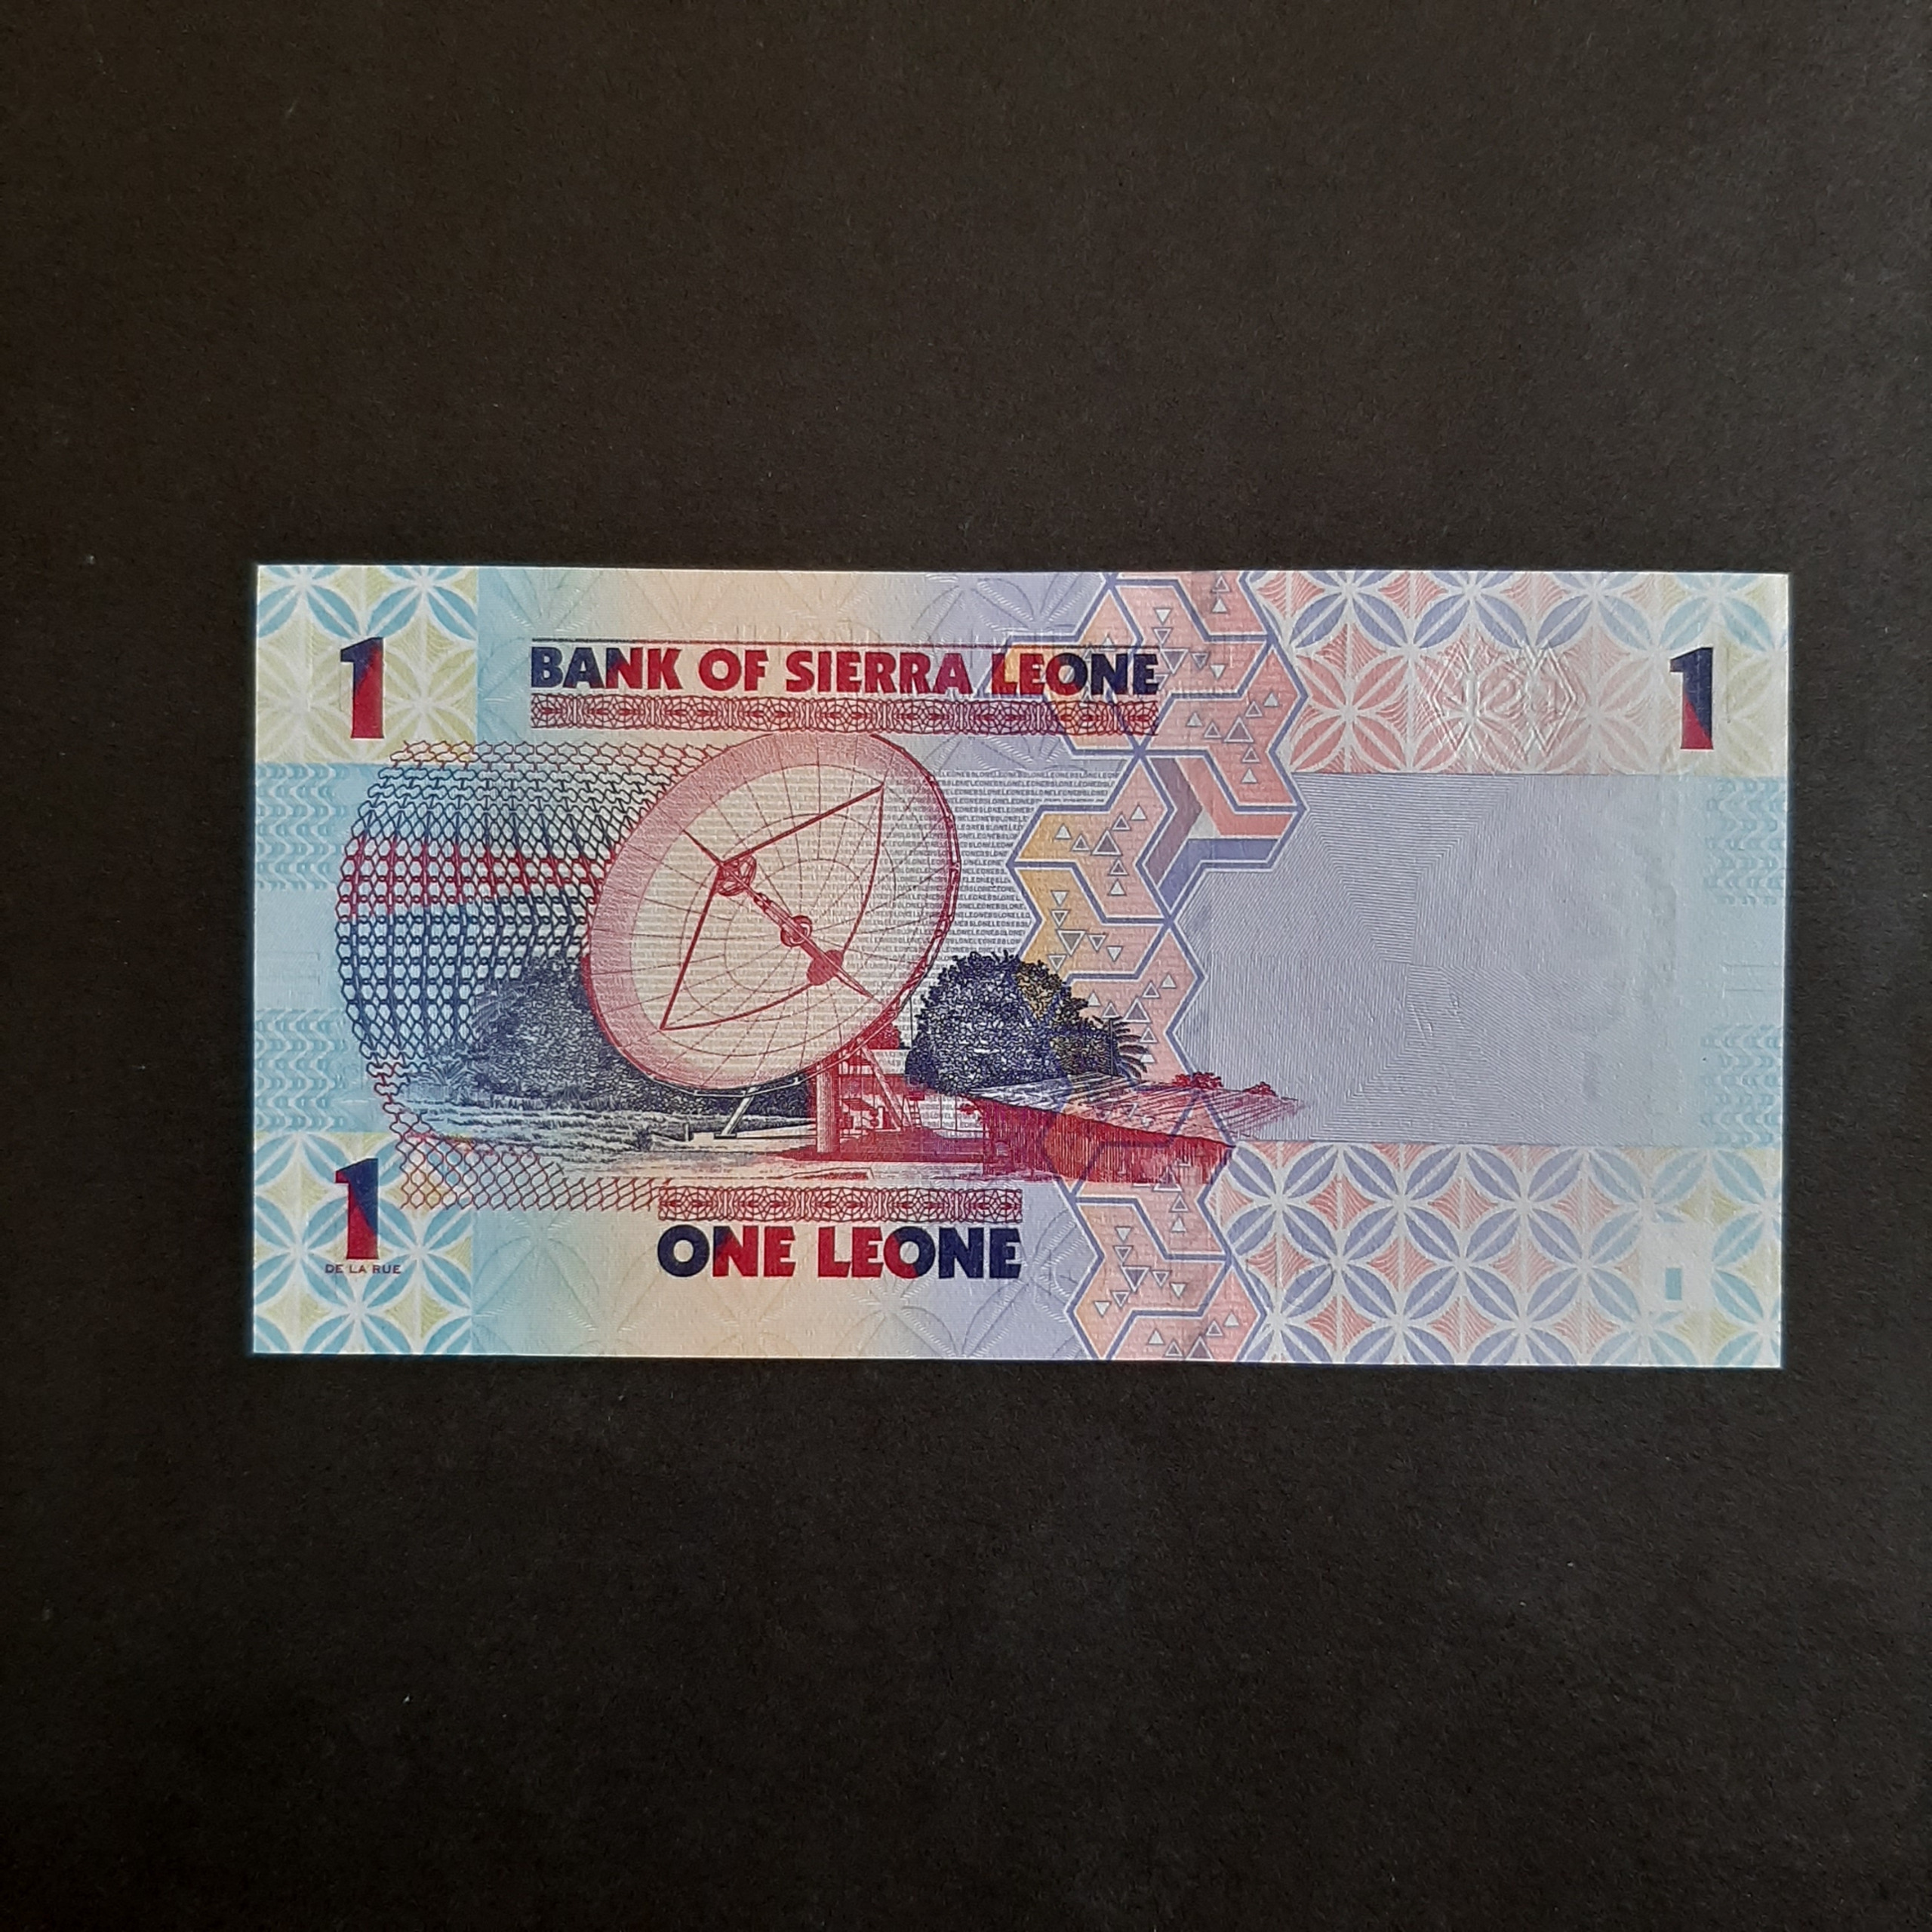 1
BANK OF SIERRA LEONE
1
1
ONE LEONE
DE LA RUE